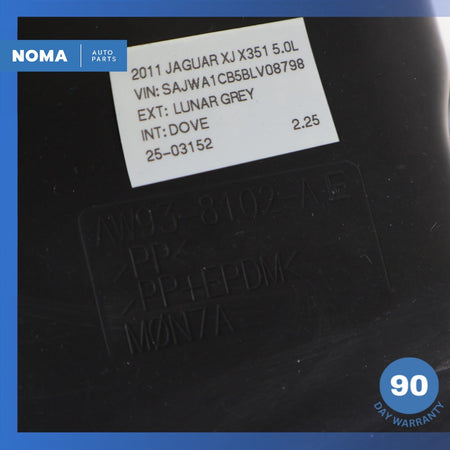 NOMA AUTO
PARTS
2011 JAGUAR XJ X351 5.0L
VIN: SAJWA1CB5BLV08798
EXT: LUNAR GREY
INT: DOVE 2.25
25-03152
AW93-8102-AE
>PP<
>PP+EPDM<
MØN7A
90
DAY WARRANTY